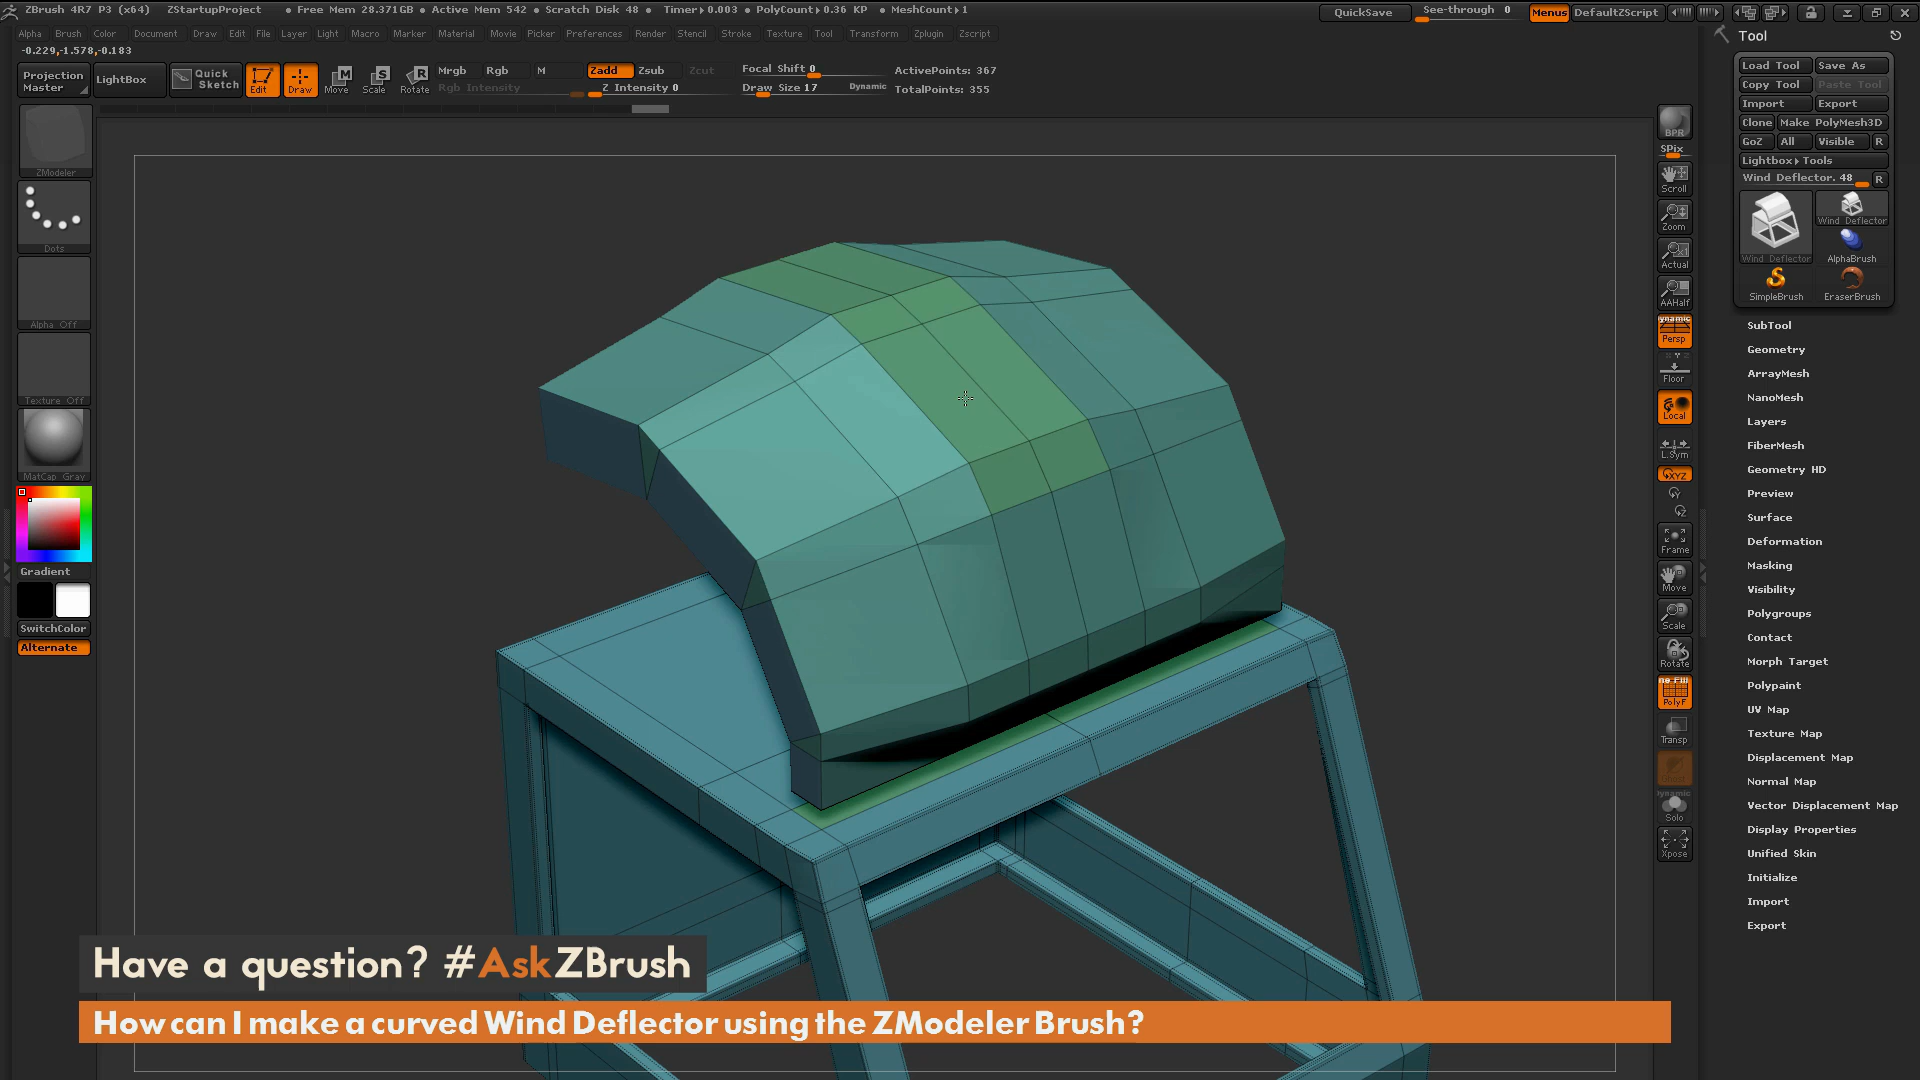 ZBrush 4R7 P3 (x64) ZStartupProject • Free Mem 28.371GB • Active Mem 542 • Scratch Disk 48 • Timer▸0.003 • PolyCount▸0.36 KP • MeshCount▸1 QuickSave See-through 0 Menus DefaultZScript
Alpha Brush Color Document Draw Edit File Layer Light Macro Marker Material Movie Picker Preferences Render Stencil Stroke Texture Tool Transform Zplugin Zscript
-0.229,-1.578,-0.183
Projection Master
LightBox
Quick Sketch
Edit
Draw
Move
Scale
Rotate
Mrgb Rgb M
Rgb Intensity
Zadd Zsub Zcut
Z Intensity 0
Focal Shift 0
Draw Size 17 Dynamic
ActivePoints: 367
TotalPoints: 355
ZModeler
Dots
Alpha Off
Texture Off
MatCap Gray
Gradient
SwitchColor
Alternate
BPR
SPix
Scroll
Zoom
Actual
AAHalf
Persp
Floor
Local
L.Sym
XYZ
Frame
Move
Scale
Rotate
PolyF
Transp
Dynamic
Solo
Xpose
Tool
Load Tool Save As
Copy Tool Paste Tool
Import Export
Clone Make PolyMesh3D
GoZ All Visible R
Lightbox▸Tools
Wind Deflector. 48 R
Wind Deflector
Wind Deflector
AlphaBrush
SimpleBrush
EraserBrush
SubTool
Geometry
ArrayMesh
NanoMesh
Layers
FiberMesh
Geometry HD
Preview
Surface
Deformation
Masking
Visibility
Polygroups
Contact
Morph Target
Polypaint
UV Map
Texture Map
Displacement Map
Normal Map
Vector Displacement Map
Display Properties
Unified Skin
Initialize
Import
Export
Have a question? #AskZBrush
How can I make a curved Wind Deflector using the ZModeler Brush?